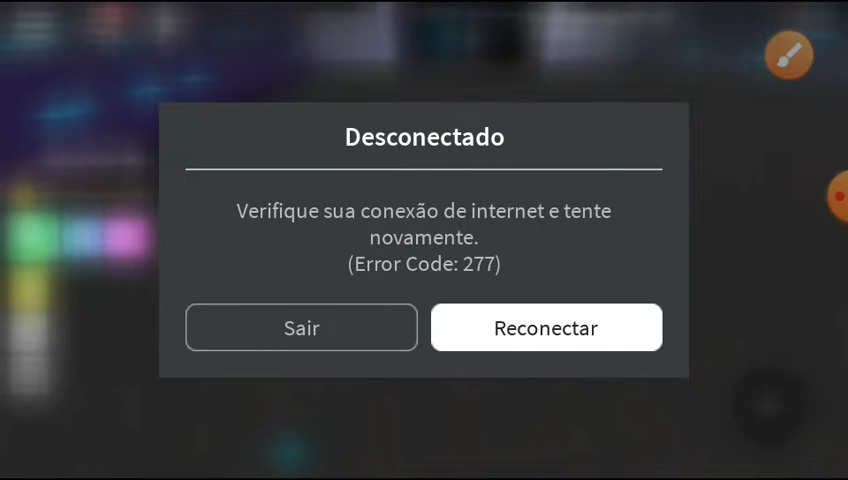 Desconectado
Verifique sua conexão de internet e tente
novamente.
(Error Code: 277)
Sair
Reconectar